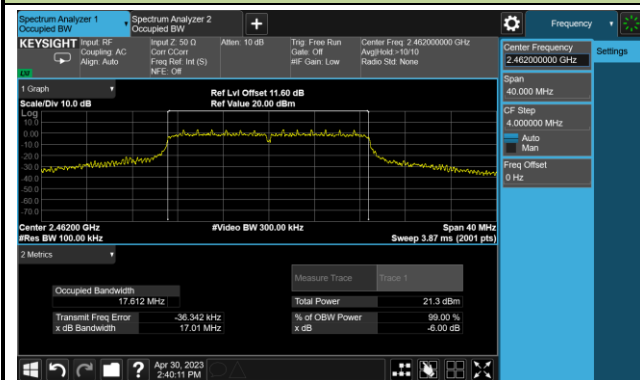 Spectrum Analyzer 1
Occupied BW
Spectrum Analyzer 2
Occupied BW
+
Frequency
KEYSIGHT
Input: RF
Coupling: AC
Align: Auto
Input Z: 50 Ω
Corr CCorr
Freq Ref: Int (S)
NFE: Off
Atten: 10 dB
Trig: Free Run
Gate: Off
#IF Gain: Low
Center Freq: 2.462000000 GHz
Avg|Hold >10/10
Radio Std: None
Center Frequency
2.462000000 GHz
Settings
Span
40.000 MHz
CF Step
4.000000 MHz
Auto
Man
Freq Offset
0 Hz
1 Graph
Scale/Div 10.0 dB
Ref Lvl Offset 11.60 dB
Ref Value 20.00 dBm
Log
10.0
0.00
-10.0
-20.0
-30.0
-40.0
-50.0
-60.0
-70.0
Center 2.46200 GHz
#Res BW 100.00 kHz
#Video BW 300.00 kHz
Span 40 MHz
Sweep 3.87 ms (2001 pts)
2 Metrics
Measure Trace
Trace 1
Occupied Bandwidth
17.612 MHz
Total Power
21.3 dBm
Transmit Freq Error
-36.342 kHz
% of OBW Power
99.00 %
x dB Bandwidth
17.01 MHz
x dB
-6.00 dB
?
Apr 30, 2023
2:40:11 PM